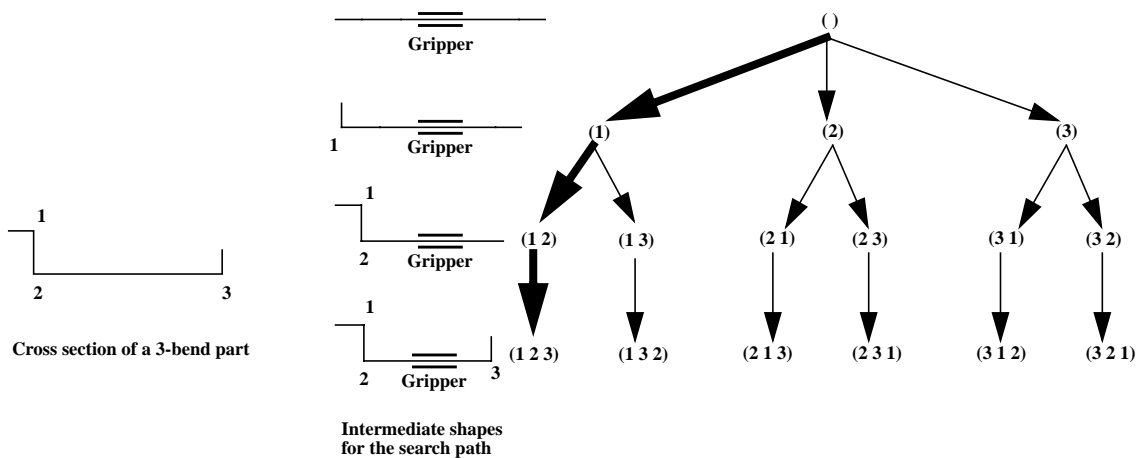 1
2
3
Cross section of a 3-bend part
Gripper
1
Gripper
1
2
Gripper
1
2
Gripper
3
Intermediate shapes
for the search path
( )
(1)
(2)
(3)
(1 2)
(1 3)
(2 1)
(2 3)
(3 1)
(3 2)
(1 2 3)
(1 3 2)
(2 1 3)
(2 3 1)
(3 1 2)
(3 2 1)